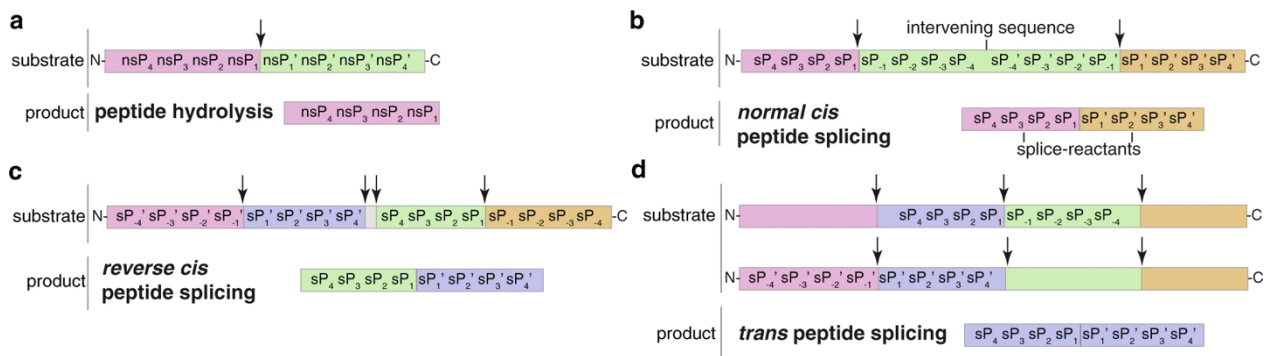 a
substrate N- nsP₄ nsP₃ nsP₂ nsP₁ nsP₁' nsP₂' nsP₃' nsP₄' -C
product peptide hydrolysis nsP₄ nsP₃ nsP₂ nsP₁
b
intervening sequence
substrate N- sP₄ sP₃ sP₂ sP₁ sP₋₁ sP₋₂ sP₋₃ sP₋₄ sP₋₄' sP₋₃' sP₋₂' sP₋₁' sP₁' sP₂' sP₃' sP₄' -C
product normal cis
peptide splicing
sP₄ sP₃ sP₂ sP₁ sP₁' sP₂' sP₃' sP₄'
splice-reactants
c
substrate N- sP₋₄' sP₋₃' sP₋₂' sP₋₁' sP₁' sP₂' sP₃' sP₄' sP₄ sP₃ sP₂ sP₁ sP₋₁ sP₋₂ sP₋₃ sP₋₄ -C
product reverse cis
peptide splicing
sP₄ sP₃ sP₂ sP₁ sP₁' sP₂' sP₃' sP₄'
d
substrate N- sP₄ sP₃ sP₂ sP₁ sP₋₁ sP₋₂ sP₋₃ sP₋₄ -C
N- sP₋₄' sP₋₃' sP₋₂' sP₋₁' sP₁' sP₂' sP₃' sP₄' -C
product trans peptide splicing sP₄ sP₃ sP₂ sP₁ sP₁' sP₂' sP₃' sP₄'